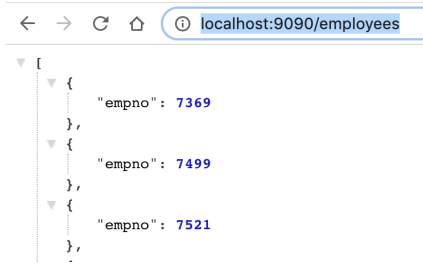 localhost:9090/employees
[
{
"empno": 7369
},
{
"empno": 7499
},
{
"empno": 7521
},